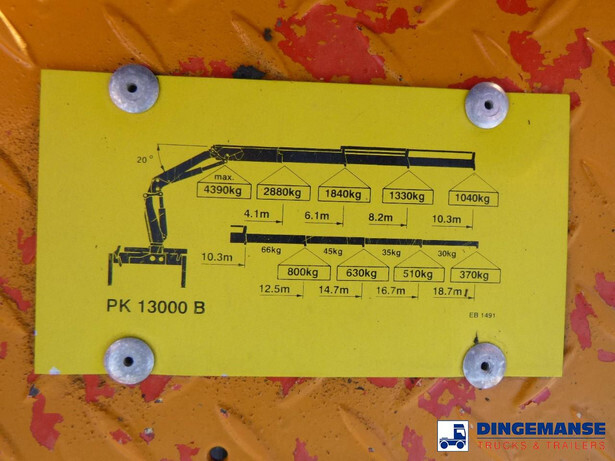 20°
max.
4390kg 2880kg 1840kg 1330kg 1040kg
4.1m 6.1m 8.2m 10.3m
66kg 45kg 35kg 30kg
10.3m
800kg 630kg 510kg 370kg
12.5m 14.7m 16.7m 18.7m
PK 13000 B
EB 1491
DINGEMANSE
TRUCKS & TRAILERS